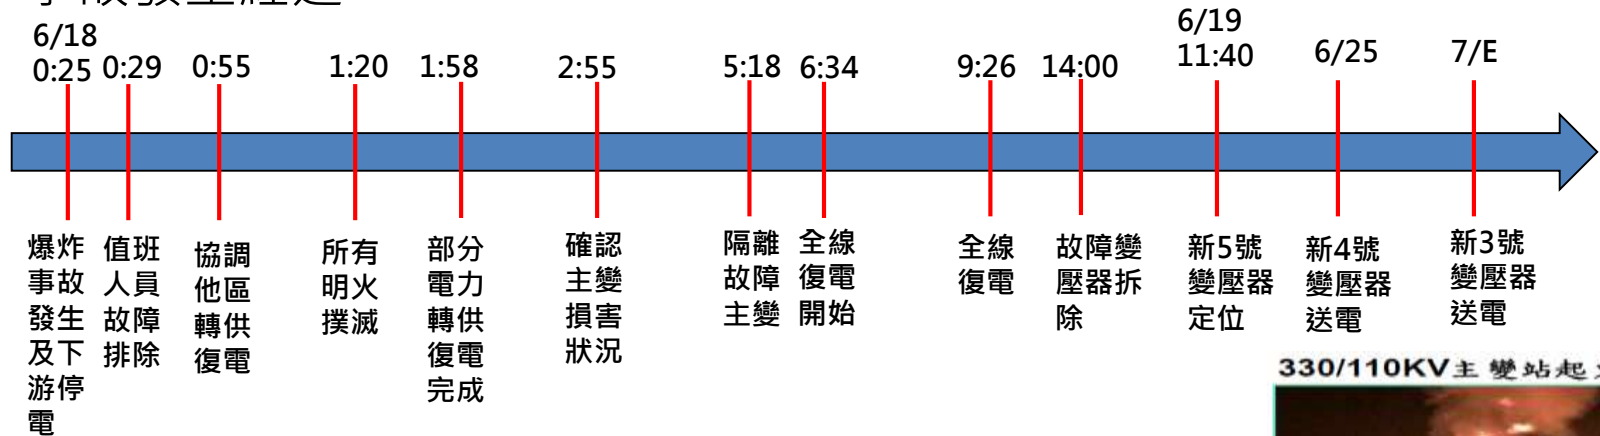 6/18
0:25
0:29
0:55
1:20
1:58
2:55
5:18
6:34
9:26
14:00
6/19
11:40
6/25
7/E
爆炸
事故
發生
及下
游停
電
值班
人員
故障
排除
協調
他區
轉供
復電
所有
明火
撲滅
部分
電力
轉供
復電
完成
確認
主變
損害
狀況
隔離
故障
主變
全線
復電
開始
全線
復電
故障變
壓器拆
除
新5號
變壓器
定位
新4號
變壓器
送電
新3號
變壓器
送電
330/110KV主變站起